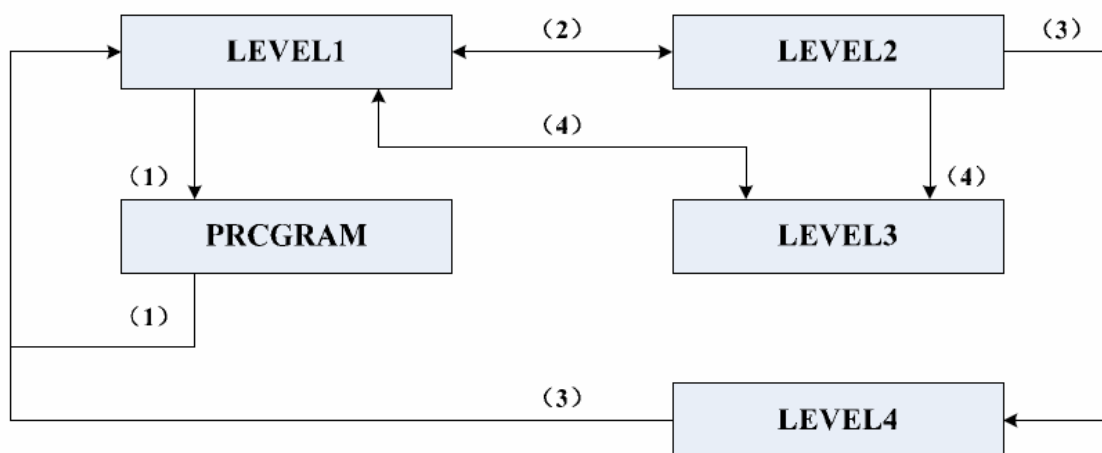 LEVEL1
（2）
LEVEL2
（3）
（4）
（1）
（4）
PRCGRAM
LEVEL3
（1）
（3）
LEVEL4